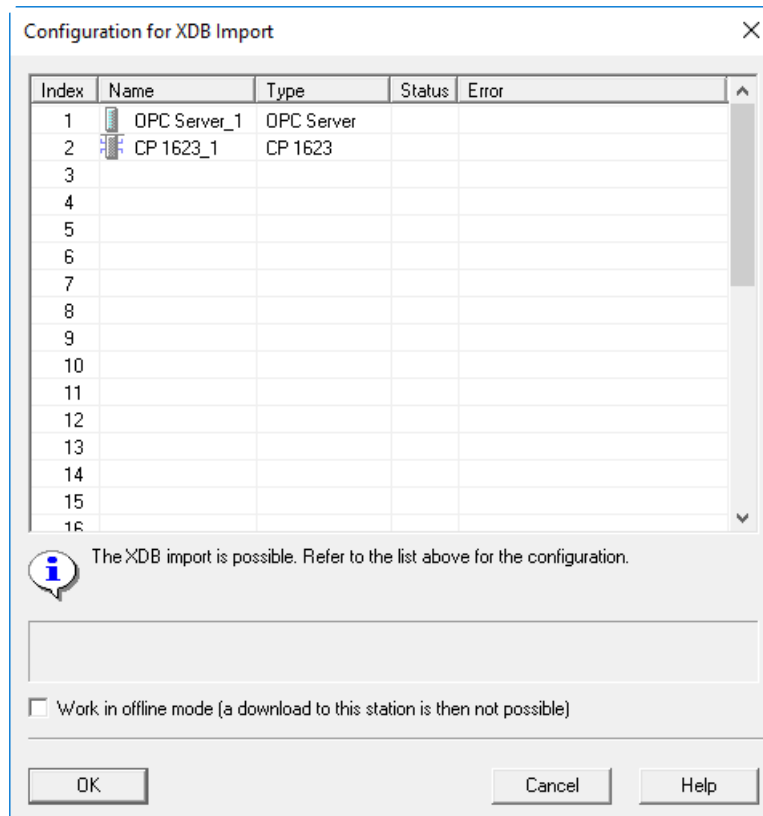 Configuration for XDB Import
Index Name Type Status Error
1 OPC Server_1 OPC Server
2 CP 1623_1 CP 1623
3
4
5
6
7
8
9
10
11
12
13
14
15
16
The XDB import is possible. Refer to the list above for the configuration.
Work in offline mode (a download to this station is then not possible)
OK Cancel Help